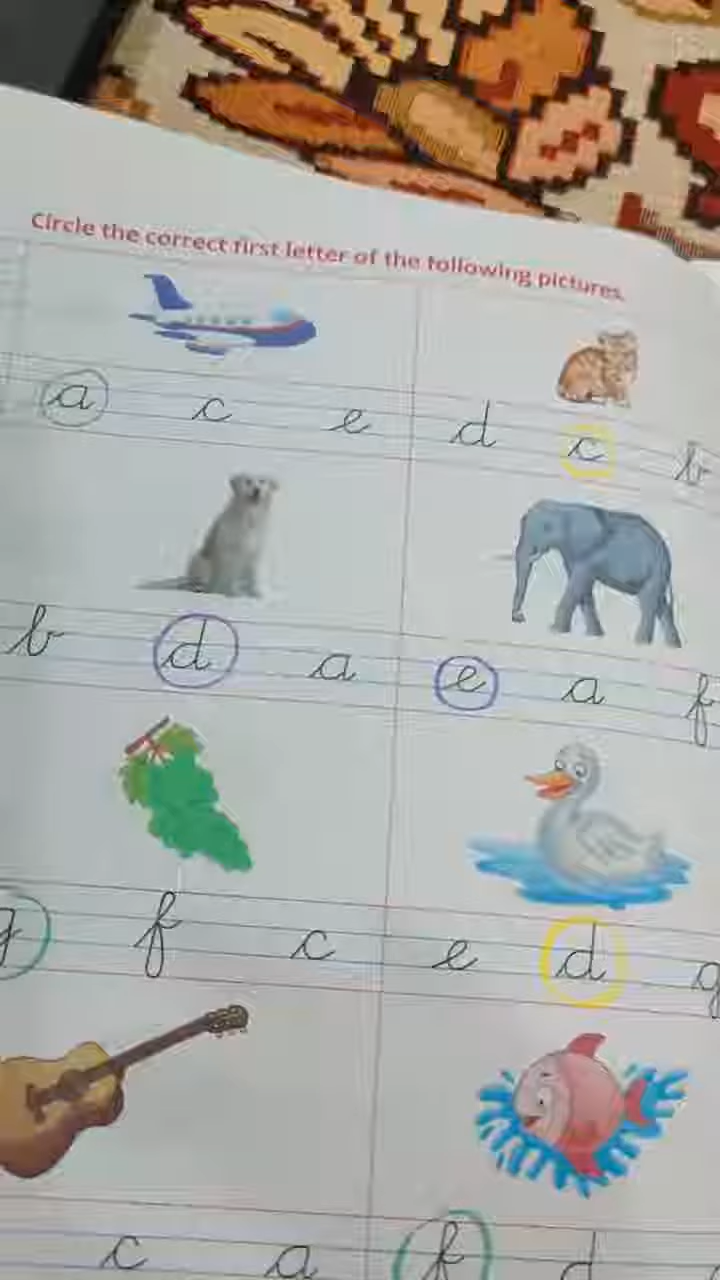 Circle the correct first letter of the following pictures.
a c e d c b
b d a e a f
g f c e d g
c a f d